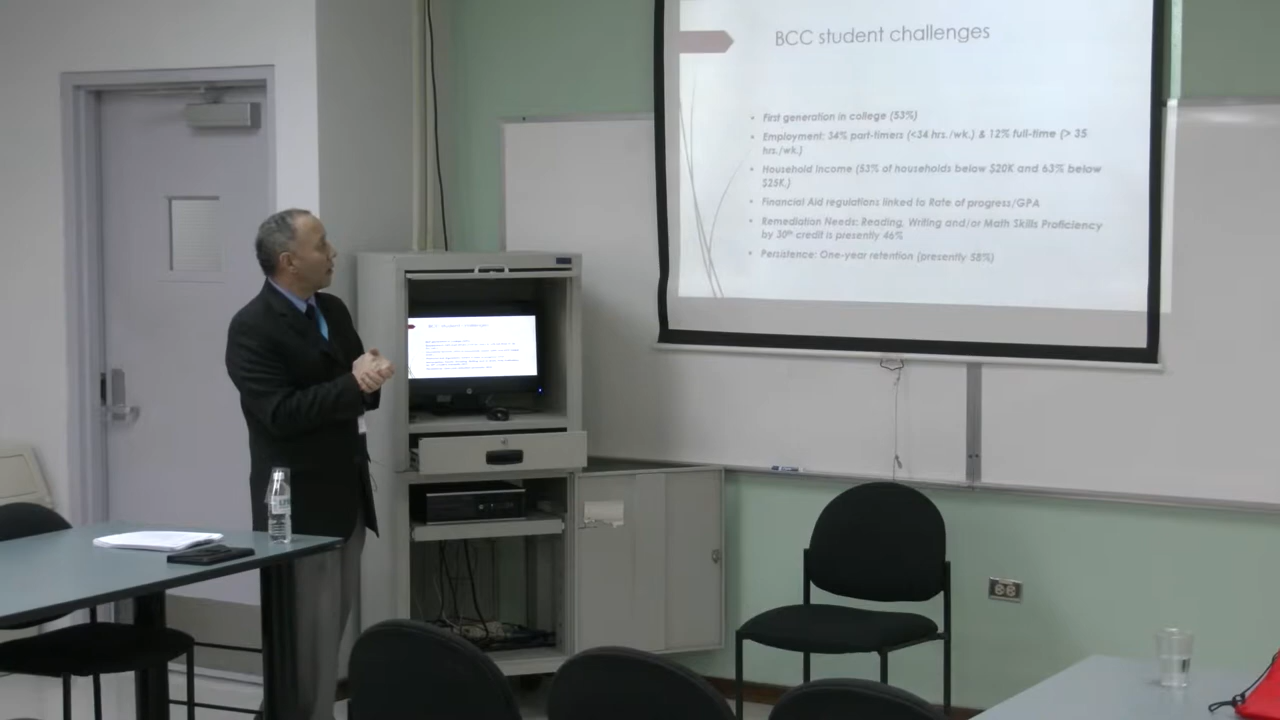 BCC student challenges
First generation in college (53%)
Employment: 34% part-timers (<34 hrs./wk.) & 12% full-time (> 35
hrs./wk.)
Household income (53% of households below $20K and 63% below
$25K.)
Financial Aid regulations linked to Rate of progress/GPA
Remediation Needs: Reading, Writing and/or Math Skills Proficiency
by 30th credit is presently 46%
Persistence: One-year retention (presently 58%)
BCC student challenges